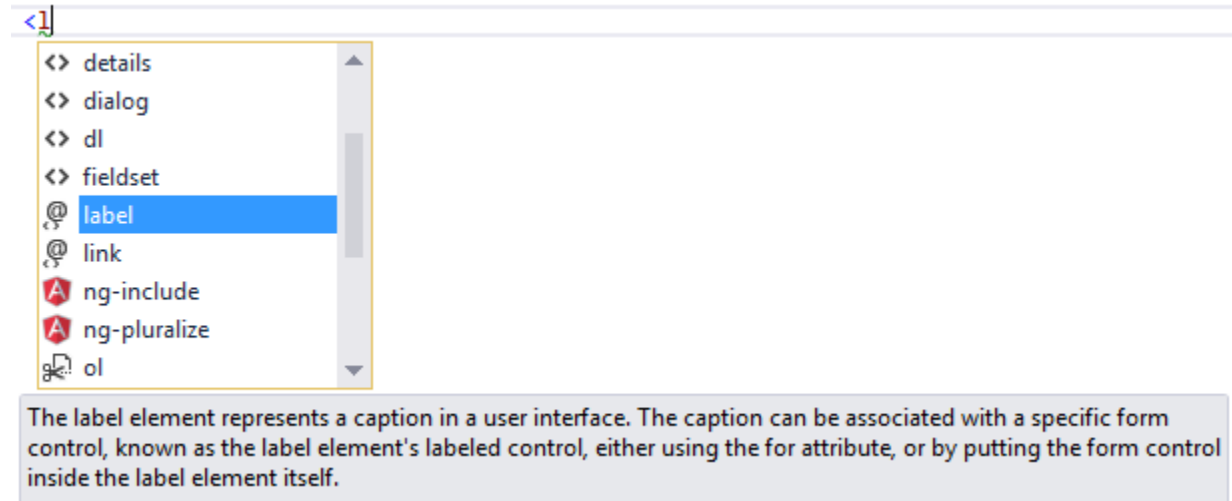 <l
details
dialog
dl
fieldset
label
link
ng-include
ng-pluralize
ol
The label element represents a caption in a user interface. The caption can be associated with a specific form
control, known as the label element's labeled control, either using the for attribute, or by putting the form control
inside the label element itself.